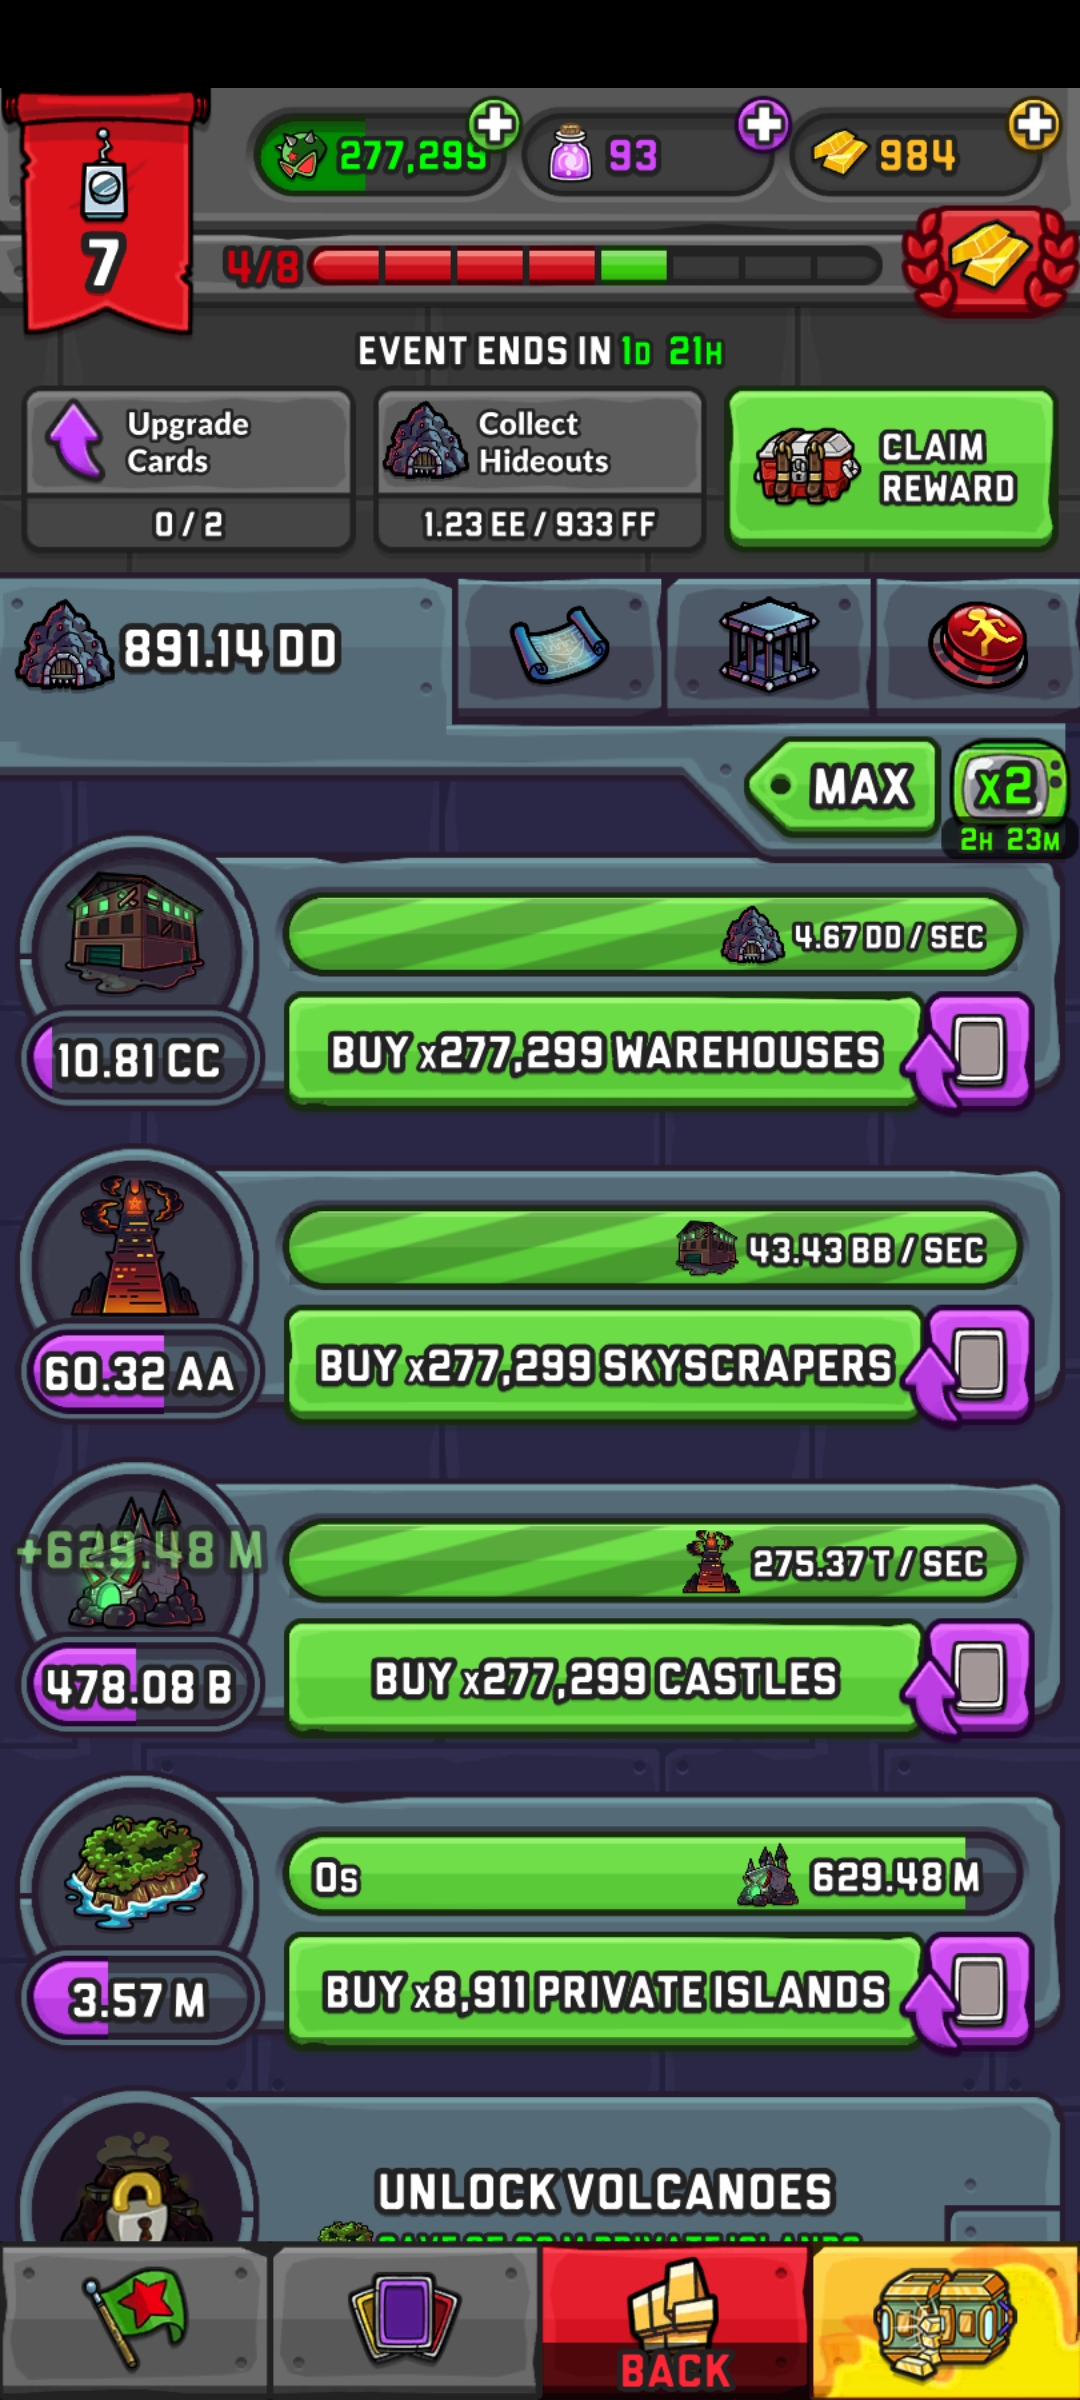 277,299
93
984
7
4/8
EVENT ENDS IN 1D 21H
Upgrade
Cards
0 / 2
Collect
Hideouts
1.23 EE / 933 FF
CLAIM
REWARD
891.14 DD
MAX
x2
2H 23M
4.67 DD / SEC
10.81 CC
BUY x277,299 WAREHOUSES
43.43 BB / SEC
60.32 AA
BUY x277,299 SKYSCRAPERS
+629.48 M
275.37 T / SEC
478.08 B
BUY x277,299 CASTLES
0s
629.48 M
3.57 M
BUY x8,911 PRIVATE ISLANDS
UNLOCK VOLCANOES
PRIVATE ISLANDS
BACK